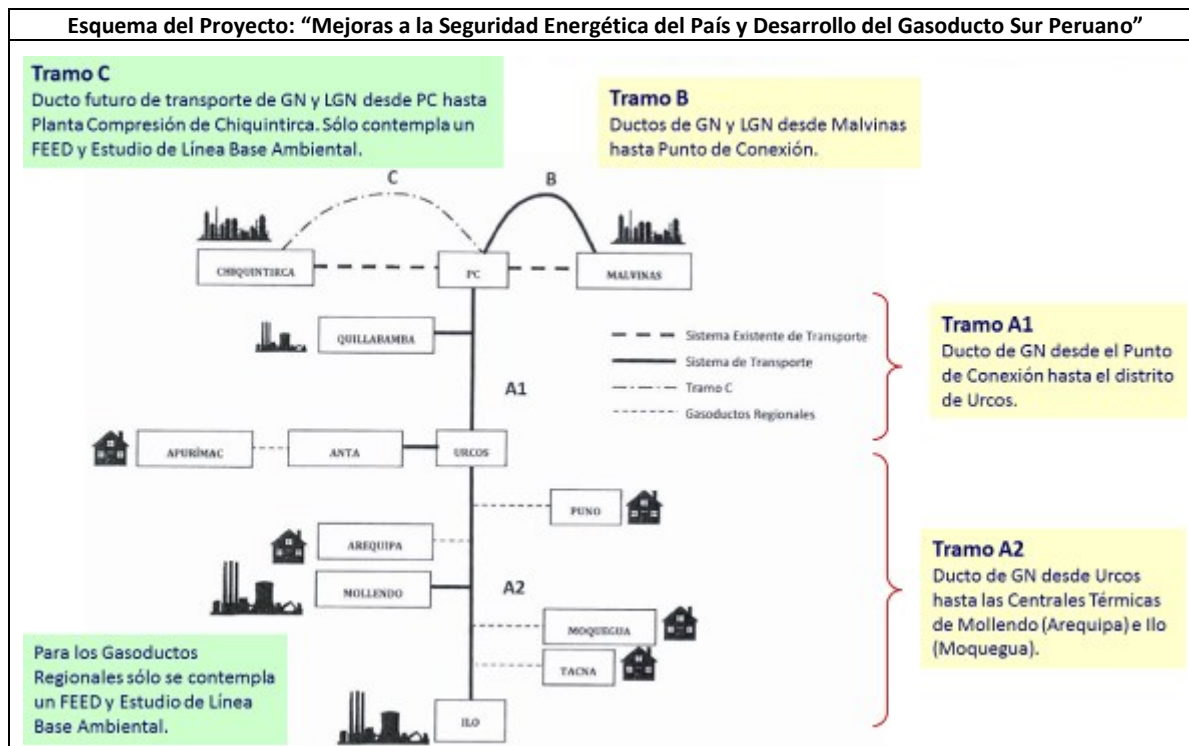 Esquema del Proyecto: “Mejoras a la Seguridad Energética del País y Desarrollo del Gasoducto Sur Peruano”
Tramo C
Ducto futuro de transporte de GN y LGN desde PC hasta
Planta Compresión de Chiquintirca. Sólo contempla un
FEED y Estudio de Línea Base Ambiental.
Tramo B
Ductos de GN y LGN desde Malvinas
hasta Punto de Conexión.
C
B
CHIQUINTIRCA
PC
MALVINAS
QUILLABAMBA
Sistema Existente de Transporte
Sistema de Transporte
Tramo C
Gasoductos Regionales
A1
Tramo A1
Ducto de GN desde el Punto
de Conexión hasta el distrito
de Urcos.
APURÍMAC
ANTA
URCOS
PUNO
AREQUIPA
MOLLENDO
A2
MOQUEGUA
TACNA
ILO
Tramo A2
Ducto de GN desde Urcos
hasta las Centrales Térmicas
de Mollendo (Arequipa) e Ilo
(Moquegua).
Para los Gasoductos
Regionales sólo se contempla
un FEED y Estudio de Línea
Base Ambiental.